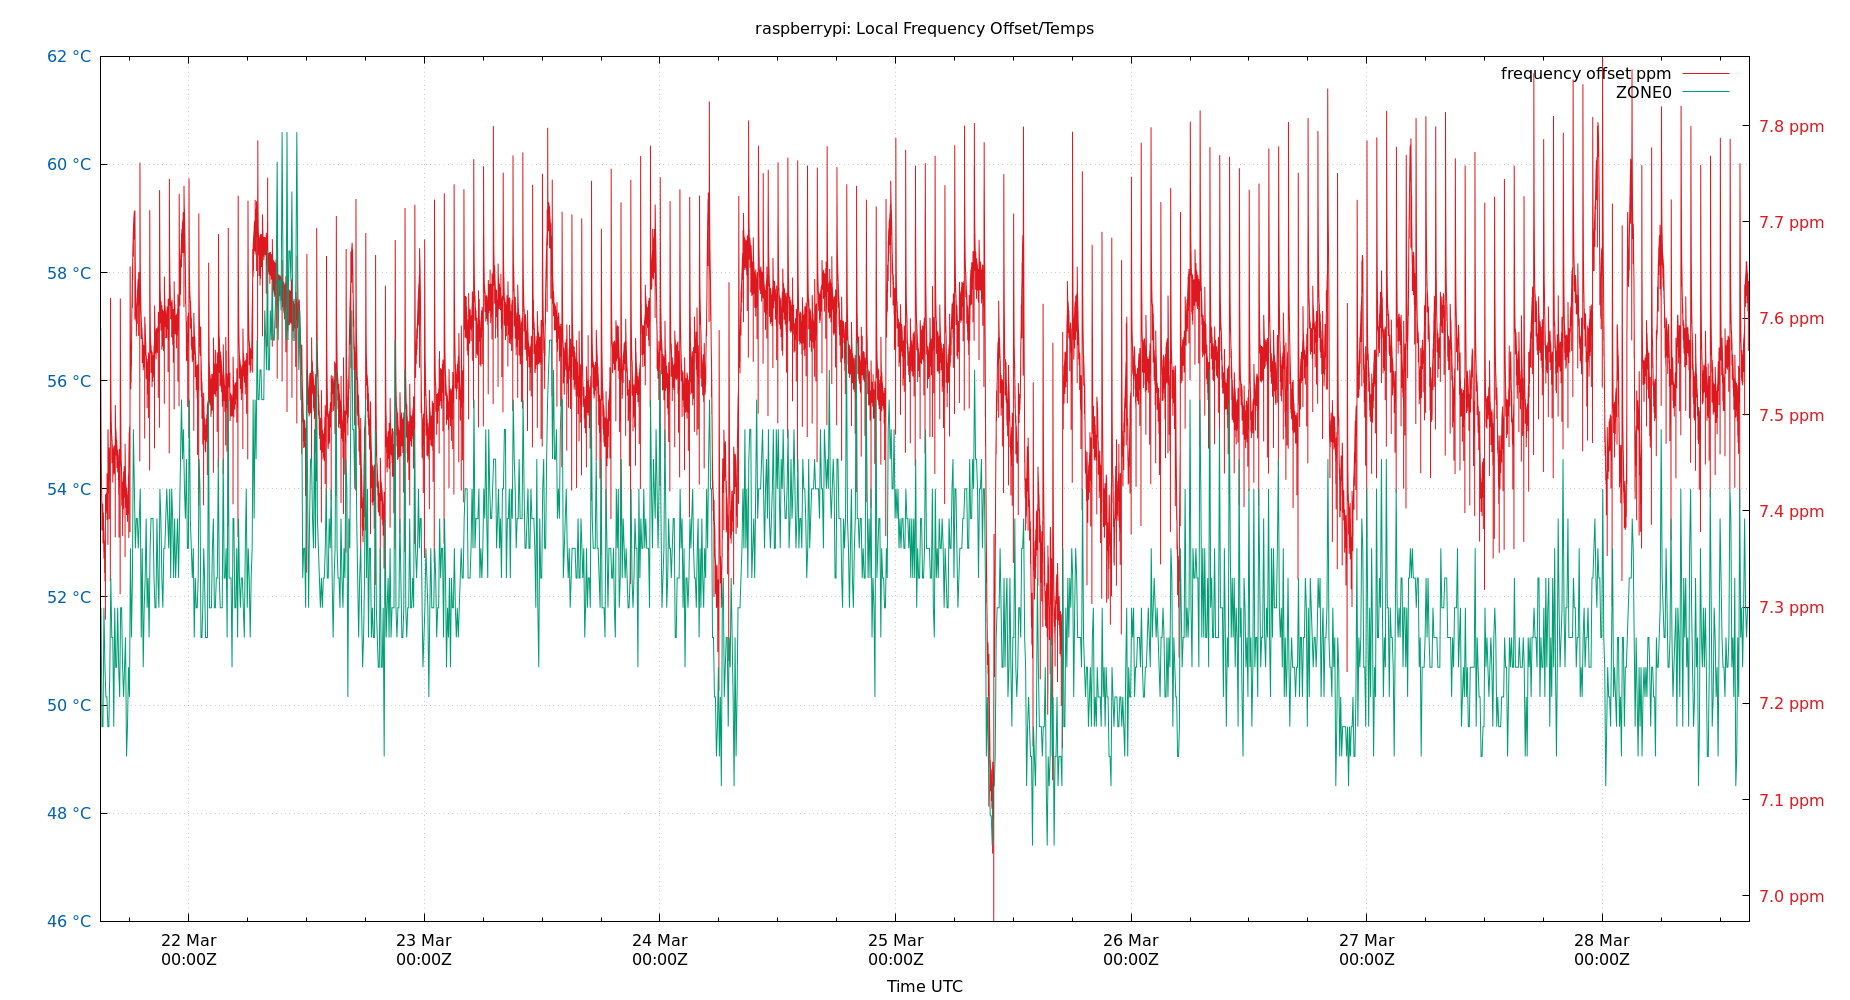 raspberrypi: Local Frequency Offset/Temps
62 °C
60 °C
58 °C
56 °C
54 °C
52 °C
50 °C
48 °C
46 °C
frequency offset ppm
ZONE0
7.8 ppm
7.7 ppm
7.6 ppm
7.5 ppm
7.4 ppm
7.3 ppm
7.2 ppm
7.1 ppm
7.0 ppm
22 Mar
00:00Z
23 Mar
00:00Z
24 Mar
00:00Z
25 Mar
00:00Z
26 Mar
00:00Z
27 Mar
00:00Z
28 Mar
00:00Z
Time UTC